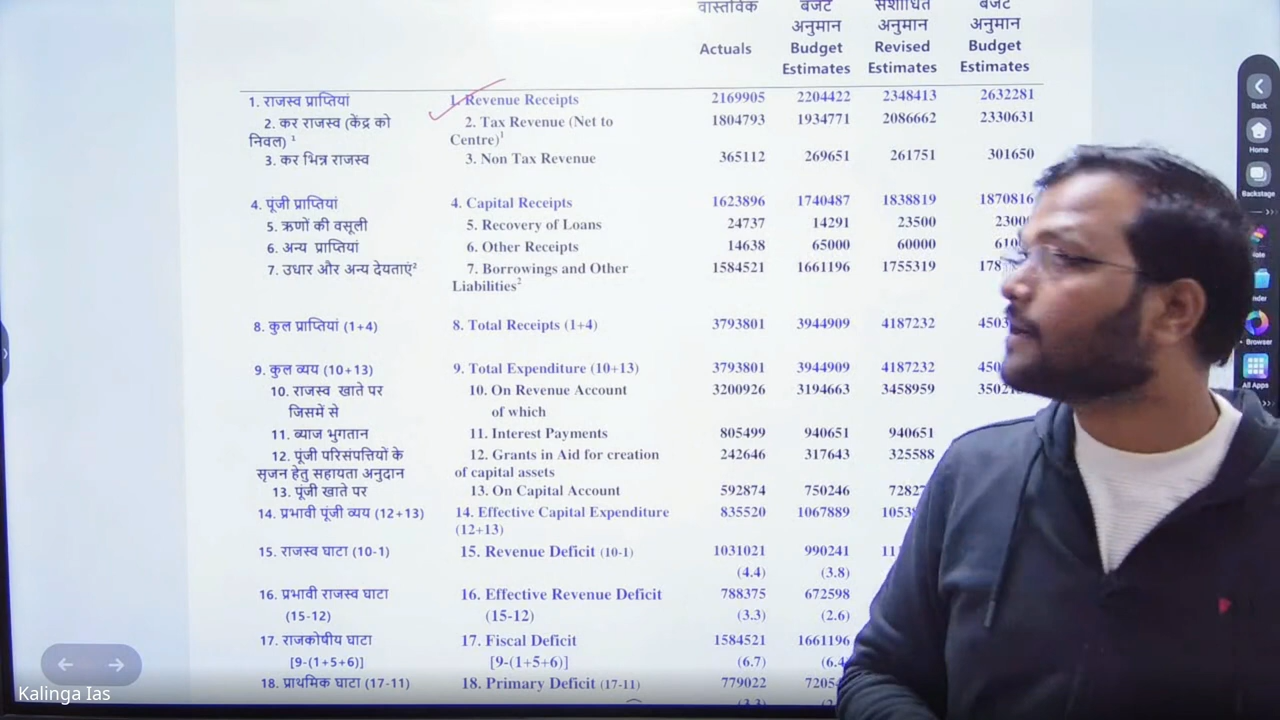 वास्तविक बजट संशोधित बजट
अनुमान अनुमान अनुमान
Actuals Budget Revised Budget
Estimates Estimates Estimates
1. राजस्व प्राप्तियां 1. Revenue Receipts 2169905 2204422 2348413 2632281
2. कर राजस्व (केंद्र को 2. Tax Revenue (Net to 1804793 1934771 2086662 2330631
निवल) ¹ Centre)¹
3. कर भिन्न राजस्व 3. Non Tax Revenue 365112 269651 261751 301650
4. पूंजी प्राप्तियां 4. Capital Receipts 1623896 1740487 1838819 1870816
5. ऋणों की वसूली 5. Recovery of Loans 24737 14291 23500
6. अन्य प्राप्तियां 6. Other Receipts 14638 65000 60000
7. उधार और अन्य देयताएं² 7. Borrowings and Other 1584521 1661196 1755319
Liabilities²
8. कुल प्राप्तियां (1+4) 8. Total Receipts (1+4) 3793801 3944909 4187232
9. कुल व्यय (10+13) 9. Total Expenditure (10+13) 3793801 3944909 4187232
10. राजस्व खाते पर 10. On Revenue Account 3200926 3194663 3458959
जिसमें से of which
11. ब्याज भुगतान 11. Interest Payments 805499 940651 940651
12. पूंजी परिसंपत्तियों के 12. Grants in Aid for creation 242646 317643 325588
सृजन हेतु सहायता अनुदान of capital assets
13. पूंजी खाते पर 13. On Capital Account 592874 750246
14. प्रभावी पूंजी व्यय (12+13) 14. Effective Capital Expenditure 835520 1067889
(12+13)
15. राजस्व घाटा (10-1) 15. Revenue Deficit (10-1) 1031021 990241
(4.4) (3.8)
16. प्रभावी राजस्व घाटा 16. Effective Revenue Deficit 788375 672598
(15-12) (15-12) (3.3) (2.6)
17. राजकोषीय घाटा 17. Fiscal Deficit 1584521 1661196
[9-(1+5+6)] [9-(1+5+6)] (6.7)
18. प्राथमिक घाटा (17-11) 18. Primary Deficit (17-11) 779022
Back
Home
Backstage
Browser
All Apps
Kalinga Ias